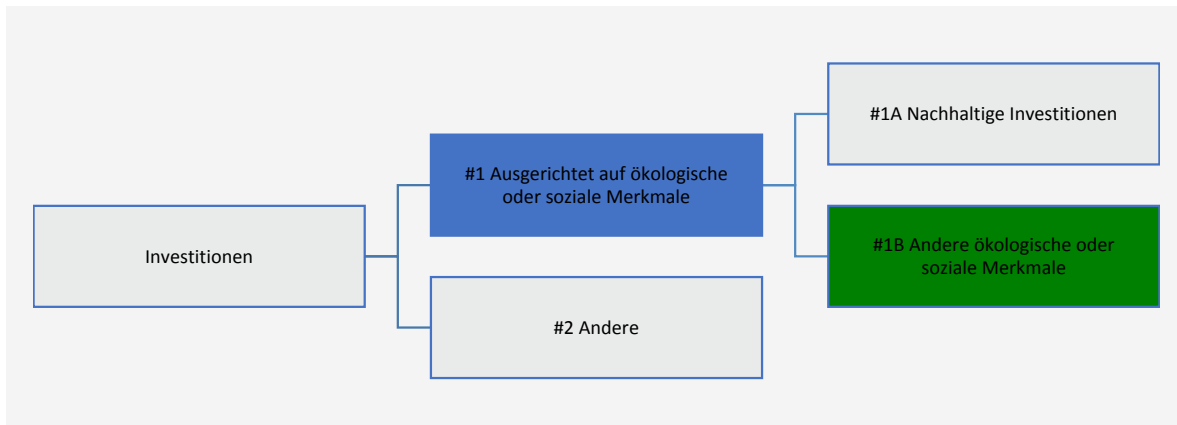 Investitionen
#1 Ausgerichtet auf ökologische
oder soziale Merkmale
#2 Andere
#1A Nachhaltige Investitionen
#1B Andere ökologische oder
soziale Merkmale